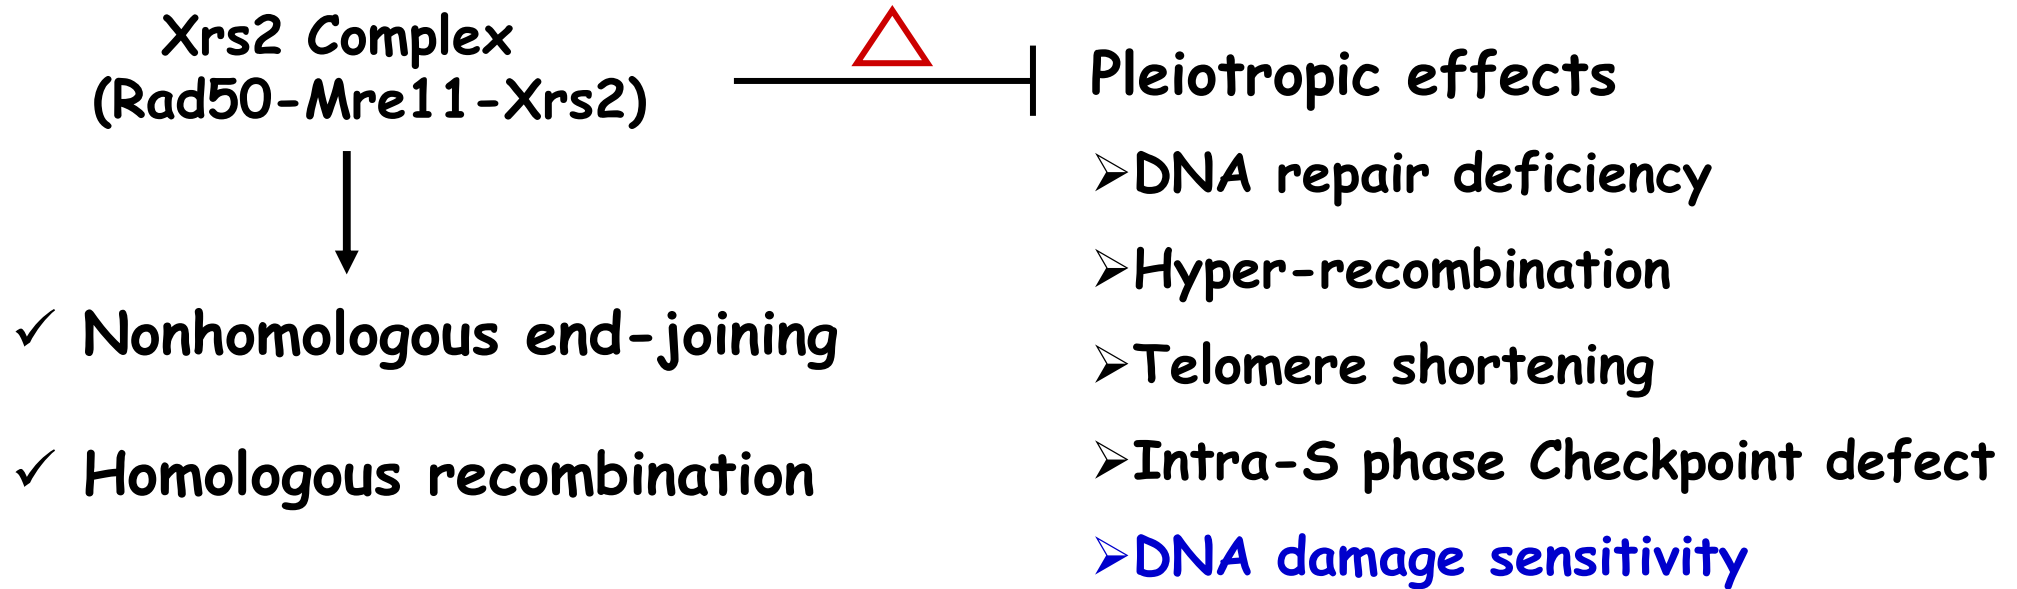 Xrs2 Complex
(Rad50-Mre11-Xrs2)
Nonhomologous end-joining
Homologous recombination
Pleiotropic effects
DNA repair deficiency
Hyper-recombination
Telomere shortening
Intra-S phase Checkpoint defect
DNA damage sensitivity